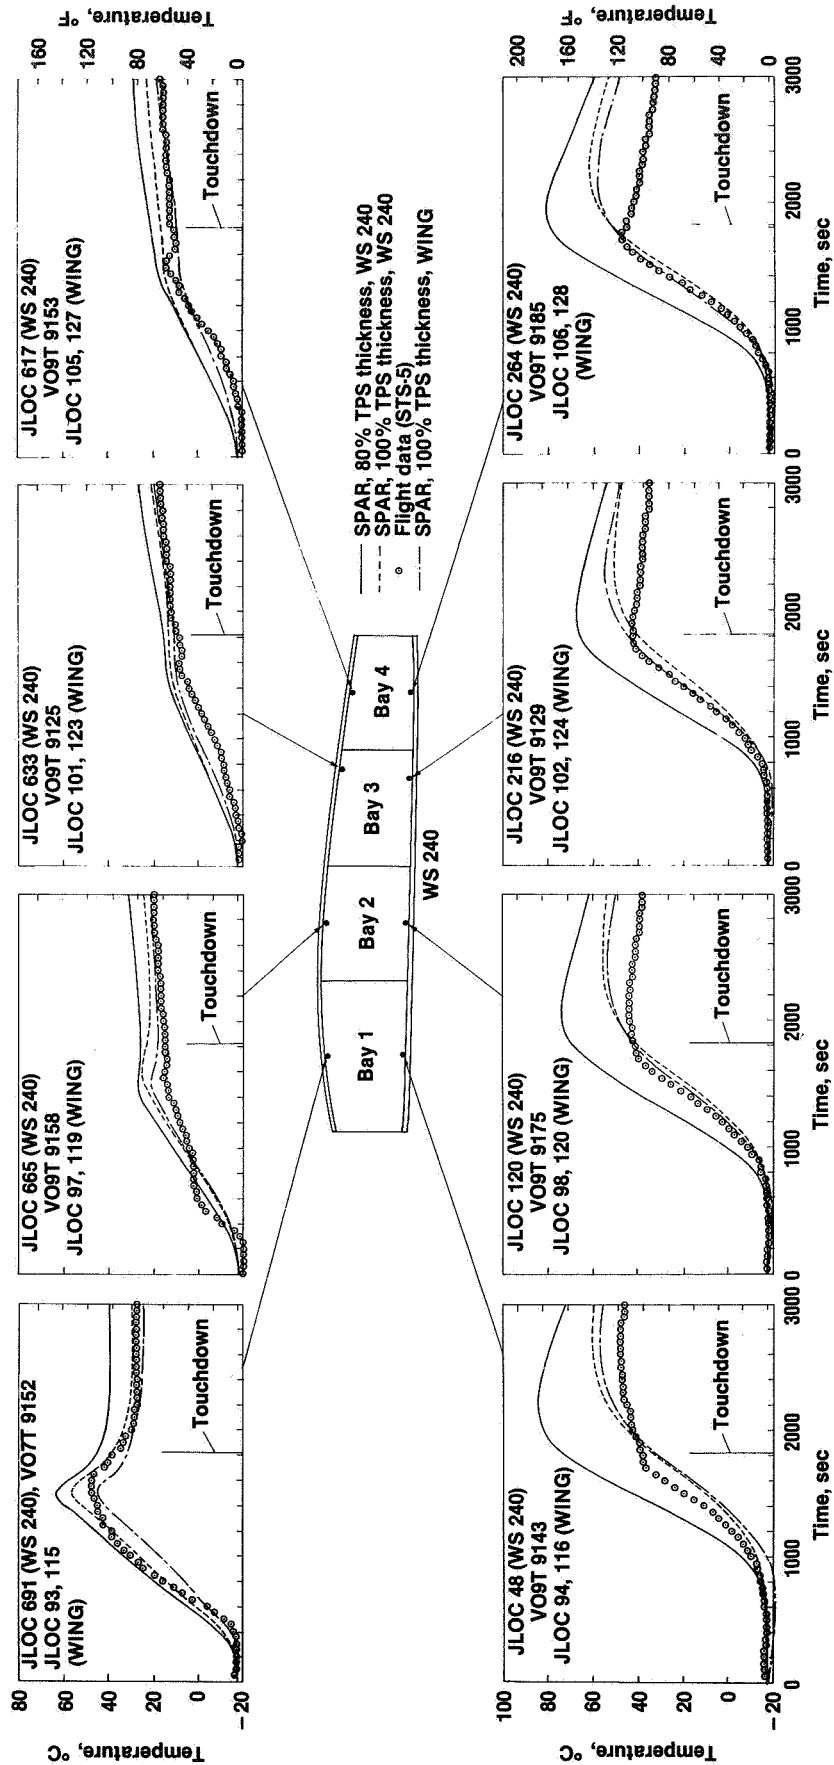 Temperature, °C
80
60
40
20
0
–20
JLOC 691 (WS 240), VO7T 9152
JLOC 93, 115
(WING)
Touchdown
JLOC 665 (WS 240)
VO9T 9158
JLOC 97, 119 (WING)
Touchdown
JLOC 633 (WS 240)
VO9T 9125
JLOC 101, 123 (WING)
Touchdown
JLOC 617 (WS 240)
VO9T 9153
JLOC 105, 127 (WING)
Touchdown
160
120
80
40
0
Temperature, °F
Bay 1
Bay 2
Bay 3
Bay 4
WS 240
SPAR, 80% TPS thickness, WS 240
SPAR, 100% TPS thickness, WS 240
Flight data (STS-5)
SPAR, 100% TPS thickness, WING
Temperature, °C
100
80
60
40
20
0
–20
JLOC 48 (WS 240)
VO9T 9143
JLOC 94, 116 (WING)
Touchdown
0 1000 2000 3000
Time, sec
JLOC 120 (WS 240)
VO9T 9175
JLOC 98, 120 (WING)
Touchdown
0 1000 2000 3000
Time, sec
JLOC 216 (WS 240)
VO9T 9129
JLOC 102, 124 (WING)
Touchdown
0 1000 2000 3000
Time, sec
JLOC 264 (WS 240)
VO9T 9185
JLOC 106, 128
(WING)
Touchdown
0 1000 2000 3000
Time, sec
200
160
120
80
40
0
Temperature, °F